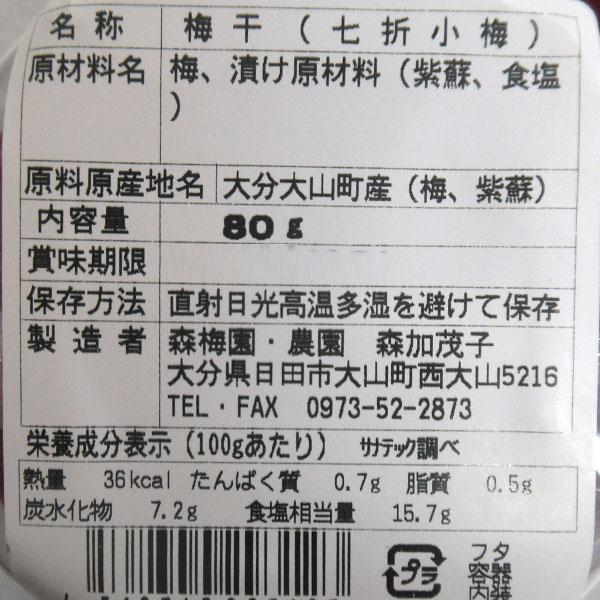 名称 梅干（七折小梅）
原材料名 梅、漬け原材料（紫蘇、食塩
）
原料原産地名 大分大山町産（梅、紫蘇）
内容量 80g
賞味期限
保存方法 直射日光高温多湿を避けて保存
製造者 森梅園・農園 森加茂子
大分県日田市大山町西大山5216
TEL・FAX 0973-52-2873
栄養成分表示（100gあたり） ｻﾅﾃｯｸ調べ
熱量 36kcal たんぱく質 0.7g 脂質 0.5g
炭水化物 7.2g 食塩相当量 15.7g
プラ
フタ
容器
内装